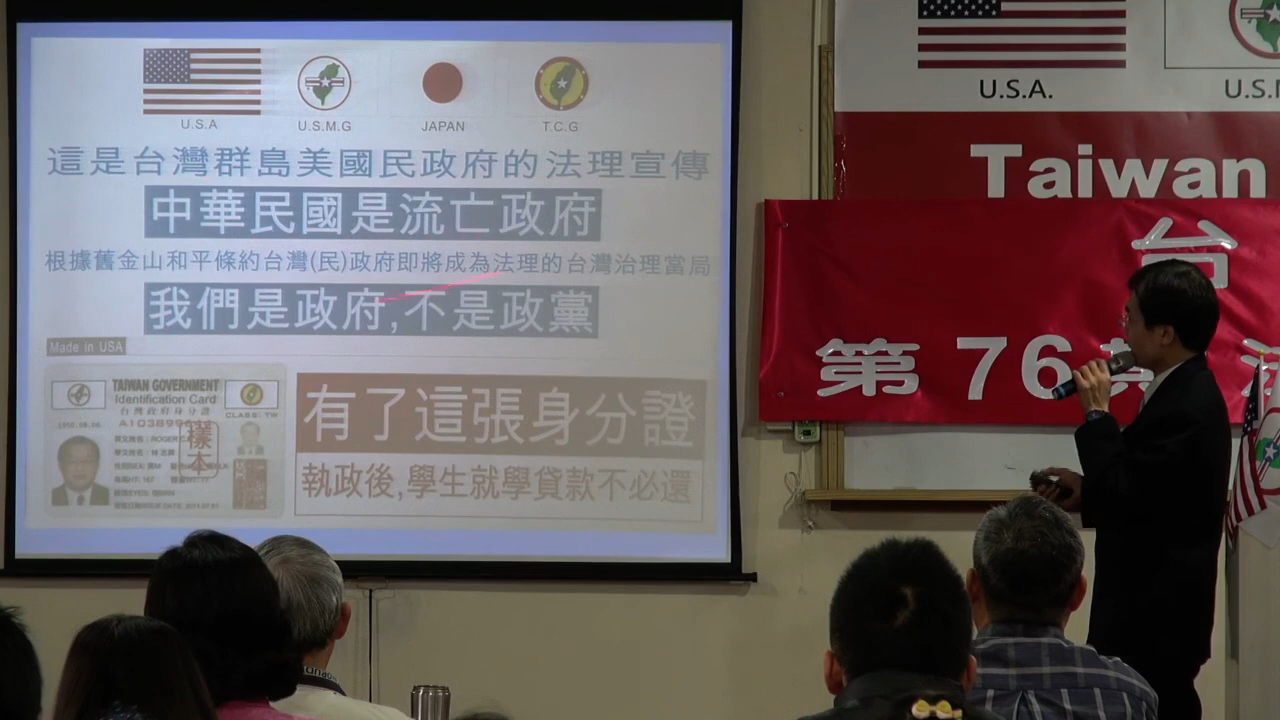 U.S.A
U.S.M.G
JAPAN
T.C.G
這是台灣群島美國民政府的法理宣傳
中華民國是流亡政府
根據舊金山和平條約台灣(民)政府即將成為法理的台灣治理當局
我們是政府,不是政黨
Made in USA
TAIWAN GOVERNMENT
Identification Card
台灣政府身分證
CLASS: TW
樣本
有了這張身分證
執政後,學生就學貸款不必還
U.S.A.
U.S.
Taiwan
台
第 76